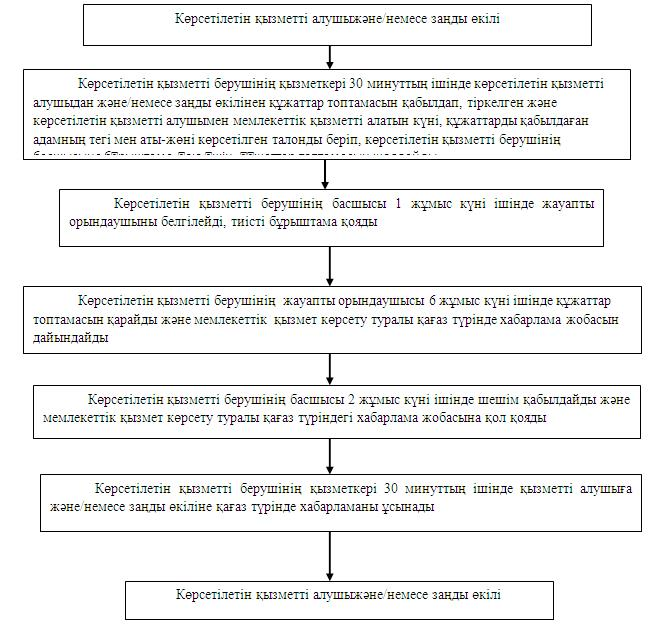 Көрсетілетін қызметті алушыжәне/немесе заңды өкілі
Көрсетілетін қызметті берушінің қызметкері 30 минуттың ішінде көрсетілетін қызметті
алушыдан және/немесе заңды өкілінен құжаттар топтамасын қабылдап, тіркелген және
көрсетілетін қызметті алушымен мемлекеттік қызметті алатын күні, құжаттарды қабылдаған
адамның тегі мен аты-жөні көрсетілген талонды беріп, көрсетілетін қызметті берушінің
Көрсетілетін қызметті берушінің басшысы 1 жұмыс күні ішінде жауапты
орындаушыны белгілейді, тиісті бұрыштама қояды
Көрсетілетін қызметті берушінің жауапты орындаушысы 6 жұмыс күні ішінде құжаттар
топтамасын қарайды және мемлекеттік қызмет көрсету туралы қағаз түрінде хабарлама жобасын
дайындайды
Көрсетілетін қызметті берушінің басшысы 2 жұмыс күні ішінде шешім қабылдайды және
мемлекеттік қызмет көрсету туралы қағаз түріндегі хабарлама жобасына қол қояды
Көрсетілетін қызметті берушінің қызметкері 30 минуттың ішінде қызметті алушыға
және/немесе заңды өкіліне қағаз түрінде хабарламаны ұсынады
Көрсетілетін қызметті алушыжәне/немесе заңды өкілі